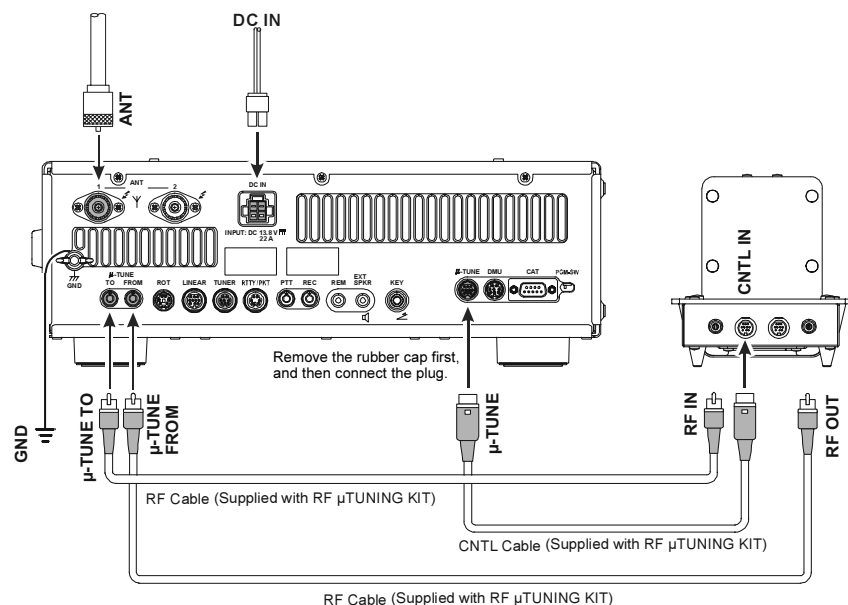 DC IN
ANT
ANT
1
2
DC IN
INPUT: DC 13.8 V
22 A
GND
µ-TUNE
TO
FROM
ROT
LINEAR
TUNER
RTTY/PKT
PTT
REC
REM
EXT
SPKR
KEY
µ-TUNE
DMU
CAT
PGM-SW
CNTL IN
Remove the rubber cap first,
and then connect the plug.
GND
µ-TUNE TO
µ-TUNE
FROM
µ-TUNE
RF IN
RF OUT
RF Cable (Supplied with RF µTUNING KIT)
CNTL Cable (Supplied with RF µTUNING KIT)
RF Cable (Supplied with RF µTUNING KIT)